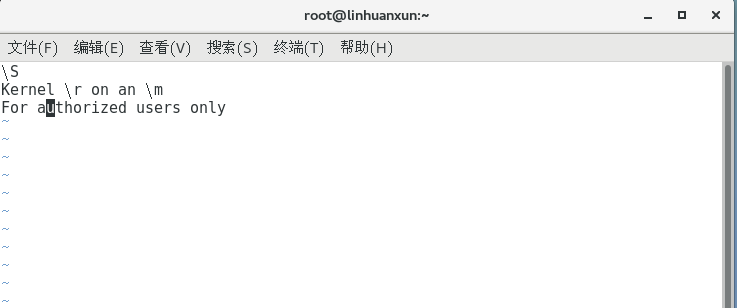 root@linhuanxun:~
文件(F) 编辑(E) 查看(V) 搜索(S) 终端(T) 帮助(H)
\S
Kernel \r on an \m
For authorized users only
~
~
~
~
~
~
~
~
~
~
~